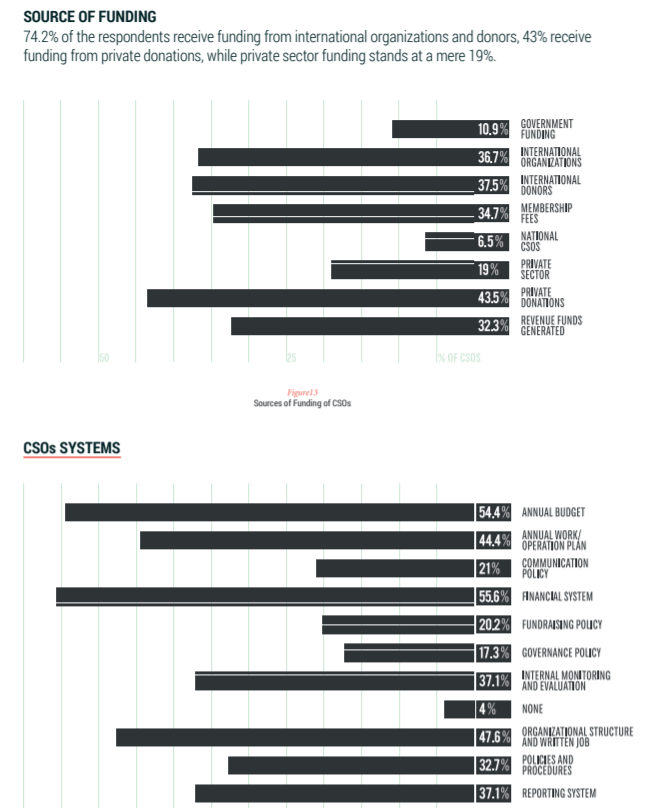 SOURCE OF FUNDING
74.2% of the respondents receive funding from international organizations and donors, 43% receive
funding from private donations, while private sector funding stands at a mere 19%.
10.9% GOVERNMENT
FUNDING
36.7% INTERNATIONAL
ORGANIZATIONS
37.5% INTERNATIONAL
DONORS
34.7% MEMBERSHIP
FEES
6.5% NATIONAL
CSOS
19% PRIVATE
SECTOR
43.5% PRIVATE
DONATIONS
32.3% REVENUE FUNDS
GENERATED
50 25 % OF CSOS
Figure13
Sources of Funding of CSOs
CSOs SYSTEMS
54.4% ANNUAL BUDGET
44.4% ANNUAL WORK/
OPERATION PLAN
21% COMMUNICATION
POLICY
55.6% FINANCIAL SYSTEM
20.2% FUNDRAISING POLICY
17.3% GOVERNANCE POLICY
37.1% INTERNAL MONITORING
AND EVALUATION
4% NONE
47.6% ORGANIZATIONAL STRUCTURE
AND WRITTEN JOB
32.7% POLICIES AND
PROCEDURES
37.1% REPORTING SYSTEM